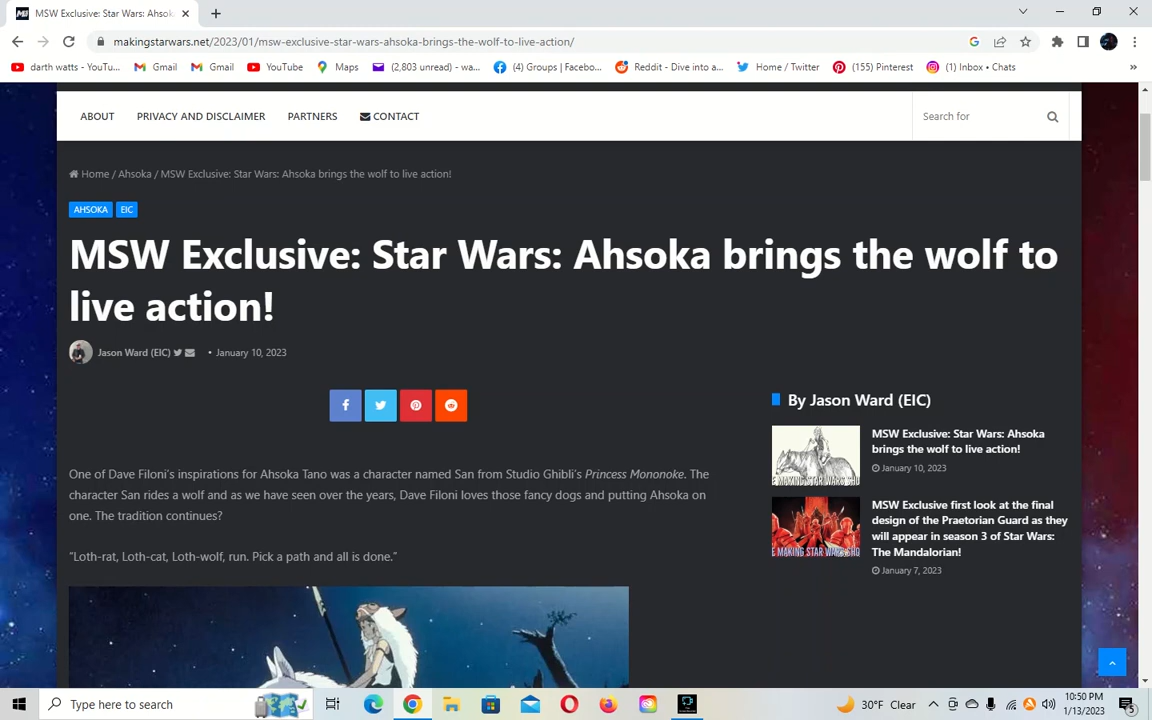 MSW Exclusive: Star Wars: Ahsok
makingstarwars.net/2023/01/msw-exclusive-star-wars-ahsoka-brings-the-wolf-to-live-action/
darth watts - YouTu... Gmail Gmail YouTube Maps (2,803 unread) - wa... (4) Groups | Facebo... Reddit - Dive into a... Home / Twitter (155) Pinterest (1) Inbox • Chats »
ABOUT PRIVACY AND DISCLAIMER PARTNERS CONTACT Search for
Home / Ahsoka / MSW Exclusive: Star Wars: Ahsoka brings the wolf to live action!
AHSOKA EIC
MSW Exclusive: Star Wars: Ahsoka brings the wolf to
live action!
Jason Ward (EIC) • January 10, 2023
By Jason Ward (EIC)
MSW Exclusive: Star Wars: Ahsoka
brings the wolf to live action!
January 10, 2023
MSW Exclusive first look at the final
design of the Praetorian Guard as they
will appear in season 3 of Star Wars:
The Mandalorian!
January 7, 2023
One of Dave Filoni's inspirations for Ahsoka Tano was a character named San from Studio Ghibli's Princess Mononoke. The
character San rides a wolf and as we have seen over the years, Dave Filoni loves those fancy dogs and putting Ahsoka on
one. The tradition continues?
"Loth-rat, Loth-cat, Loth-wolf, run. Pick a path and all is done."
Type here to search
30°F Clear
10:50 PM
1/13/2023
5